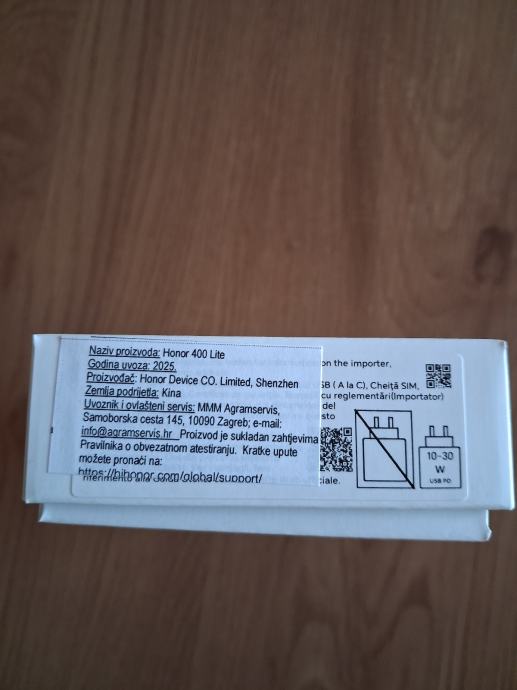 Naziv proizvoda: Honor 400 Lite
Godina uvoza: 2025.
Proizvođač: Honor Device CO. Limited, Shenzhen
Zemlja podrijetla: Kina
Uvoznik i ovlašteni servis: MMM Agramservis,
Samoborska cesta 145, 10090 Zagreb; e-mail:
info@agramservis.hr Proizvod je sukladan zahtjevima
Pravilnika o obveznatom atestiranju. Kratke upute
možete pronaći na:
https://hihonor.com/global/support/
on the importer.
USB ( A la C), Cheiță SIM,
cu reglementări(Importator)
del
esto
ciale.
10-30
W
USB PD